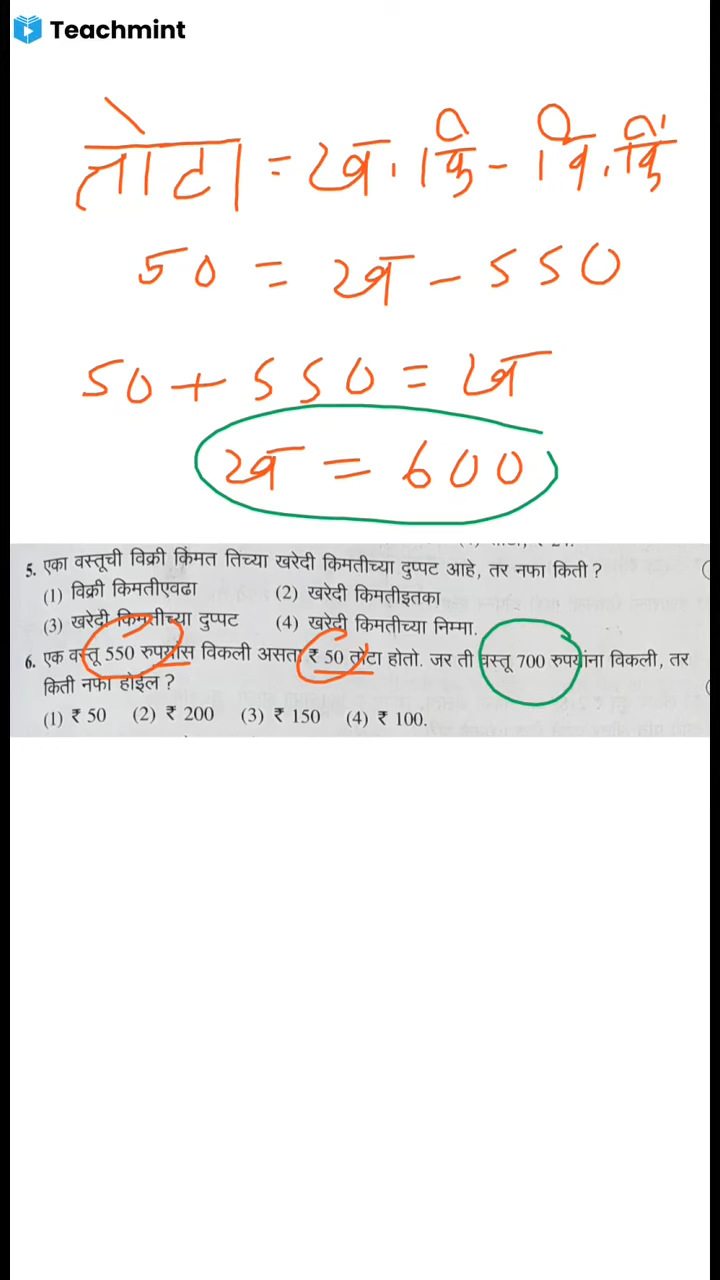 Teachmint
तोटा = ख.किं - वि.किं
50 = ख - 550
50 + 550 = ख
ख = 600
5. एका वस्तूची विक्री किंमत तिच्या खरेदी किमतीच्या दुप्पट आहे, तर नफा किती ?
(1) विक्री किमतीएवढा (2) खरेदी किमतीइतका
(3) खरेदी किमतीच्या दुप्पट (4) खरेदी किमतीच्या निम्मा.
6. एक वस्तू 550 रुपयांस विकली असता ₹ 50 तोटा होतो. जर ती वस्तू 700 रुपयांना विकली, तर
किती नफा होईल ?
(1) ₹ 50 (2) ₹ 200 (3) ₹ 150 (4) ₹ 100.